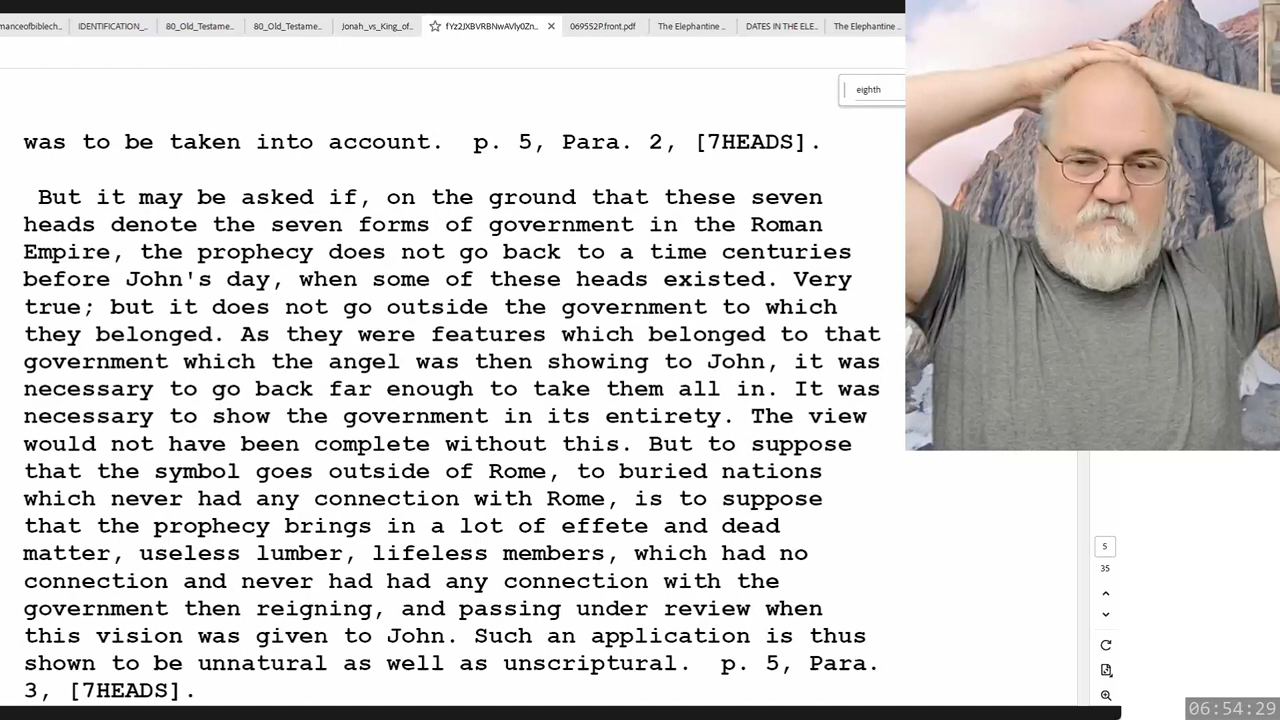 manceofbiblech... IDENTIFICATION_... 80_Old_Testame... 80_Old_Testame... Jonah_vs_King_of... fYz2JXBVRBNwAVly0Zn... 069552P.front.pdf The Elephantine ... DATES IN THE ELE... The Elephantine ...
eighth
was to be taken into account. p. 5, Para. 2, [7HEADS].
But it may be asked if, on the ground that these seven
heads denote the seven forms of government in the Roman
Empire, the prophecy does not go back to a time centuries
before John's day, when some of these heads existed. Very
true; but it does not go outside the government to which
they belonged. As they were features which belonged to that
government which the angel was then showing to John, it was
necessary to go back far enough to take them all in. It was
necessary to show the government in its entirety. The view
would not have been complete without this. But to suppose
that the symbol goes outside of Rome, to buried nations
which never had any connection with Rome, is to suppose
that the prophecy brings in a lot of effete and dead
matter, useless lumber, lifeless members, which had no
connection and never had had any connection with the
government then reigning, and passing under review when
this vision was given to John. Such an application is thus
shown to be unnatural as well as unscriptural. p. 5, Para.
3, [7HEADS].
5
35
06:54:29